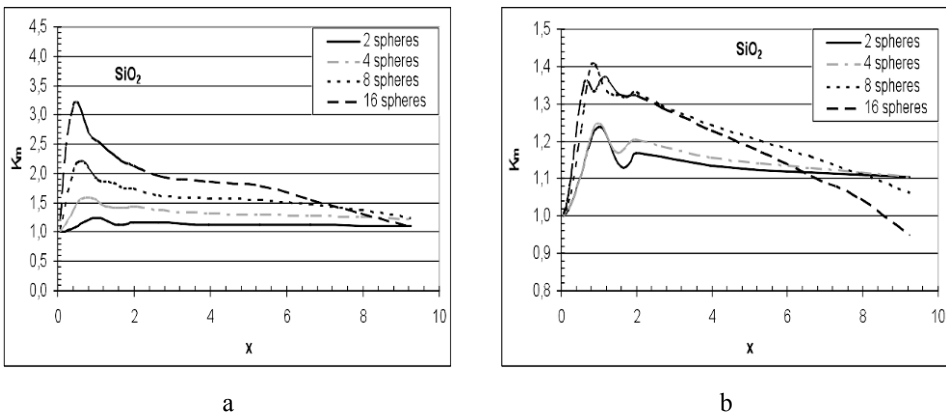 4,5
4,0
3,5
3,0
2,5
2,0
1,5
1,0
0,5
0,0
Km
SiO2
2 spheres
4 spheres
8 spheres
16 spheres
0 2 4 6 8 10
x
a
1,5
1,4
1,3
1,2
1,1
1,0
0,9
0,8
Km
SiO2
2 spheres
4 spheres
8 spheres
16 spheres
0 2 4 6 8 10
x
b